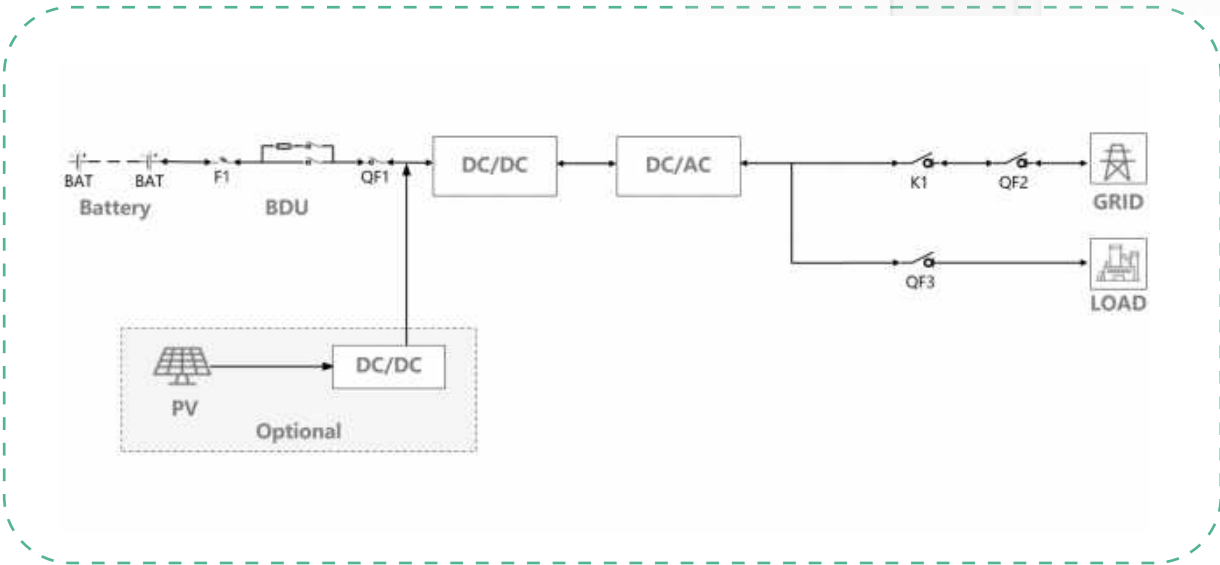 DC/DC
DC/AC
BAT
BAT
F1
QF1
K1
QF2
Battery
BDU
GRID
QF3
LOAD
DC/DC
PV
Optional